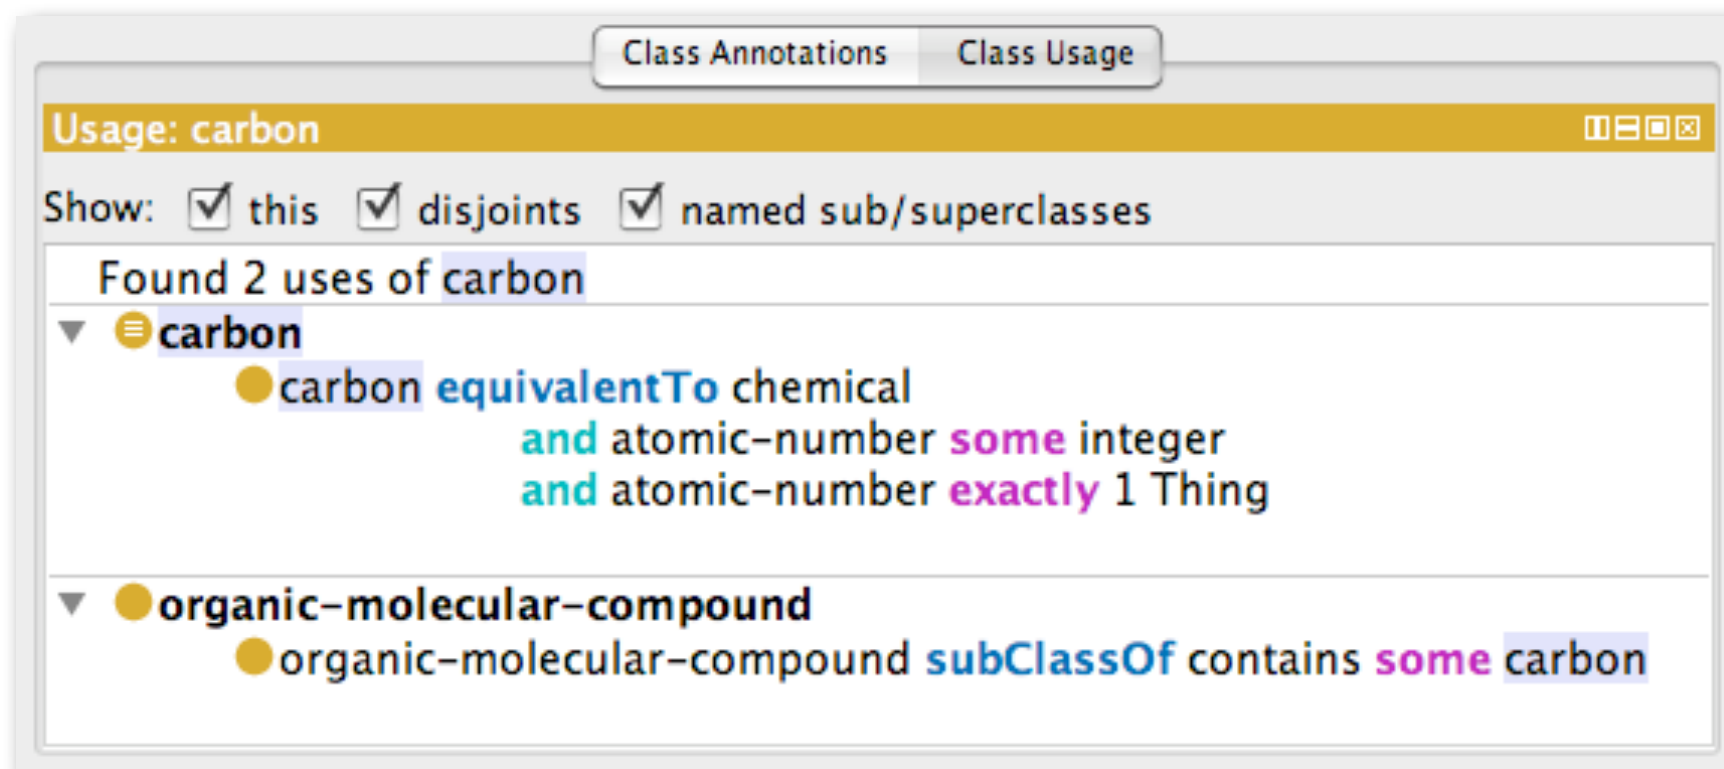 Class Annotations Class Usage
Usage: carbon
Show: this disjoints named sub/superclasses
Found 2 uses of carbon
carbon
carbon equivalentTo chemical
and atomic-number some integer
and atomic-number exactly 1 Thing
organic-molecular-compound
organic-molecular-compound subClassOf contains some carbon